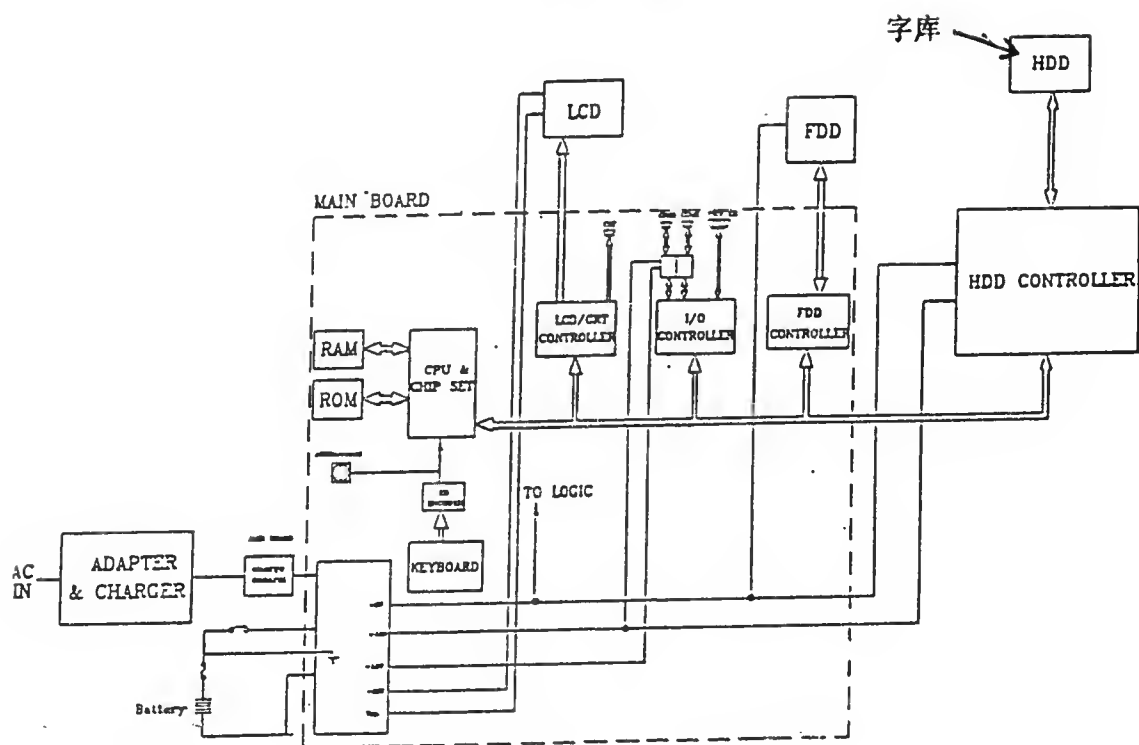 字库
HDD
LCD
FDD
MAIN BOARD
HDD CONTROLLER
LCD/CRT
CONTROLLER
I/O
CONTROLLER
FDD
CONTROLLER
RAM
ROM
CPU &
CHIP SET
TO LOGIC
KEYBOARD
AC
IN
ADAPTER
& CHARGER
Battery